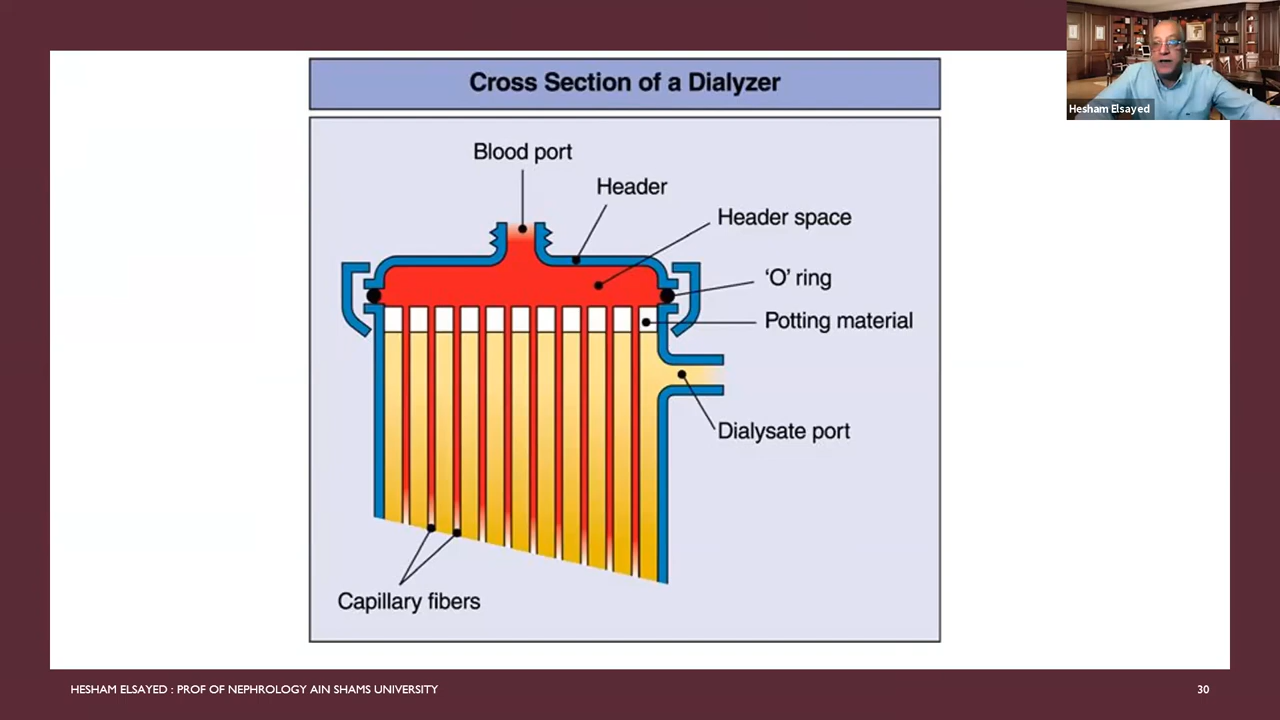 Cross Section of a Dialyzer
Hesham Elsayed
Blood port
Header
Header space
‘O’ ring
Potting material
Dialysate port
Capillary fibers
HESHAM ELSAYED : PROF OF NEPHROLOGY AIN SHAMS UNIVERSITY
30